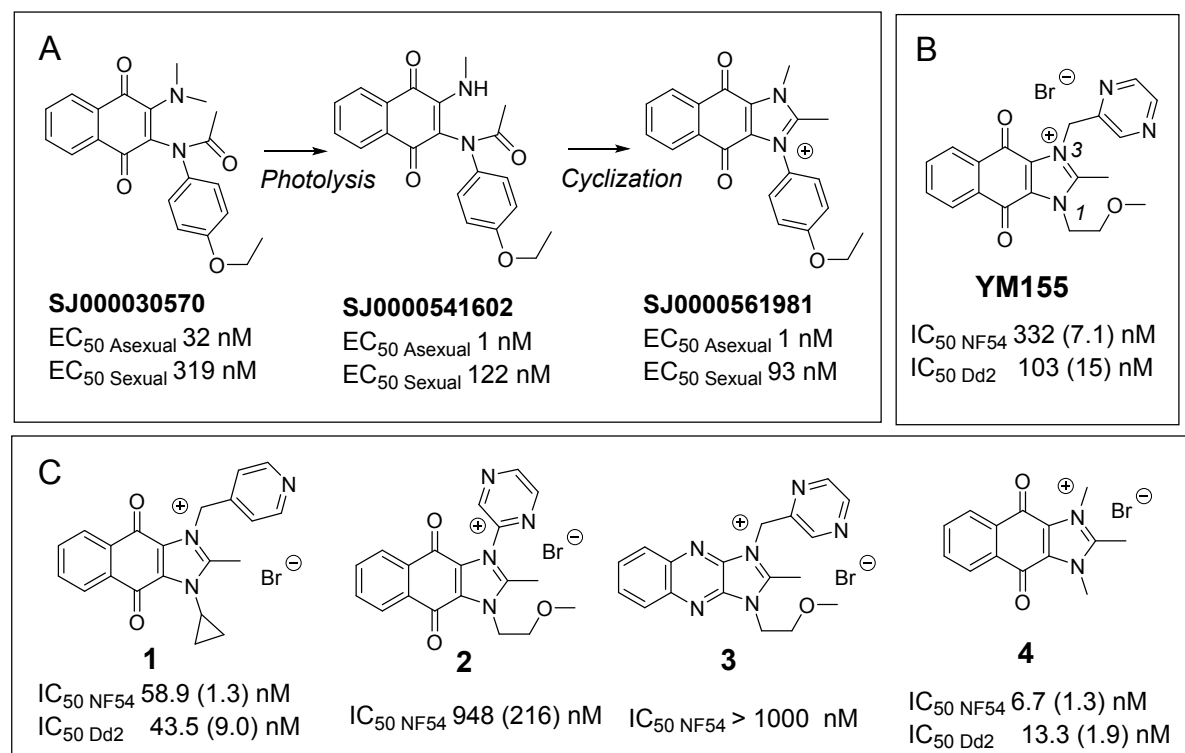 A
O
N
O
N
O
O
Photolysis
O
NH
O
N
O
O
Cyclization
O
N
O
N
⊕
O
SJ000030570
EC50 Asexual 32 nM
EC50 Sexual 319 nM
SJ0000541602
EC50 Asexual 1 nM
EC50 Sexual 122 nM
SJ0000561981
EC50 Asexual 1 nM
EC50 Sexual 93 nM
B
Br ⊖
N
N
O
⊕
N 3
N 1
O
O
YM155
IC50 NF54 332 (7.1) nM
IC50 Dd2 103 (15) nM
C
N
O
⊕
N
N
O
Br ⊖
1
IC50 NF54 58.9 (1.3) nM
IC50 Dd2 43.5 (9.0) nM
N
N
O
⊕
N
Br ⊖
N
O
O
2
IC50 NF54 948 (216) nM
N
N
⊕
N
N
N
N
Br ⊖
O
3
IC50 NF54 > 1000 nM
O
⊕
N
Br ⊖
N
O
4
IC50 NF54 6.7 (1.3) nM
IC50 Dd2 13.3 (1.9) nM